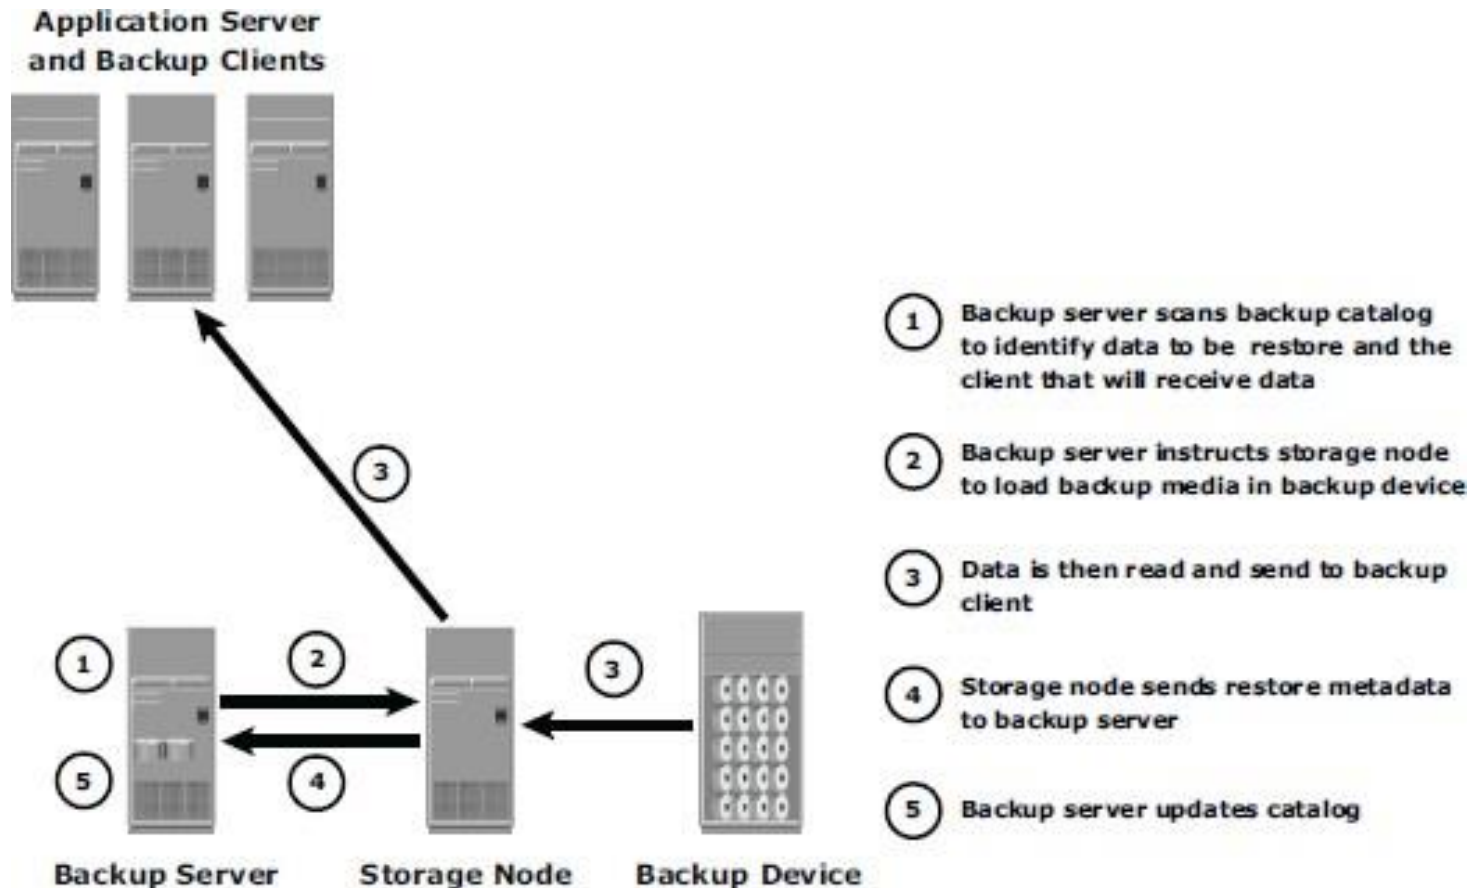 Application Server
and Backup Clients
3
1
2
3
5
4
Backup Server
Storage Node
Backup Device
1
Backup server scans backup catalog
to identify data to be restore and the
client that will receive data
2
Backup server instructs storage node
to load backup media in backup device
3
Data is then read and send to backup
client
4
Storage node sends restore metadata
to backup server
5
Backup server updates catalog